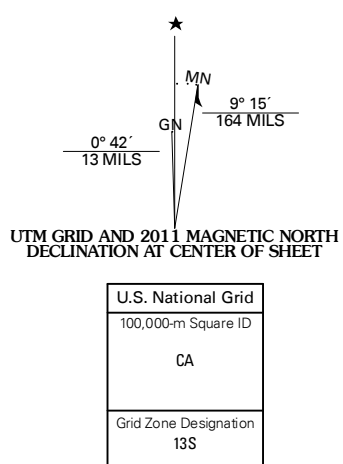 MN
9° 15´
164 MILS
GN
0° 42´
13 MILS
UTM GRID AND 2011 MAGNETIC NORTH
DECLINATION AT CENTER OF SHEET
U.S. National Grid
100,000-m Square ID
CA
Grid Zone Designation
13S